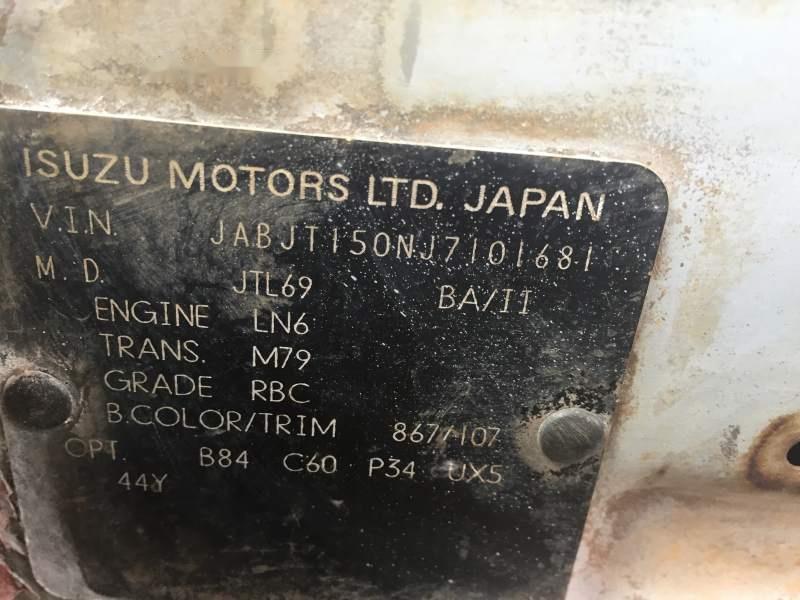 ISUZU MOTORS LTD. JAPAN
V.I.N. JABJT150NJ7101681
M. D. JTL69 BA/II
ENGINE LN6
TRANS. M79
GRADE RBC
B.COLOR/TRIM 867/107
OPT. B84 C60 P34 UX5
44Y